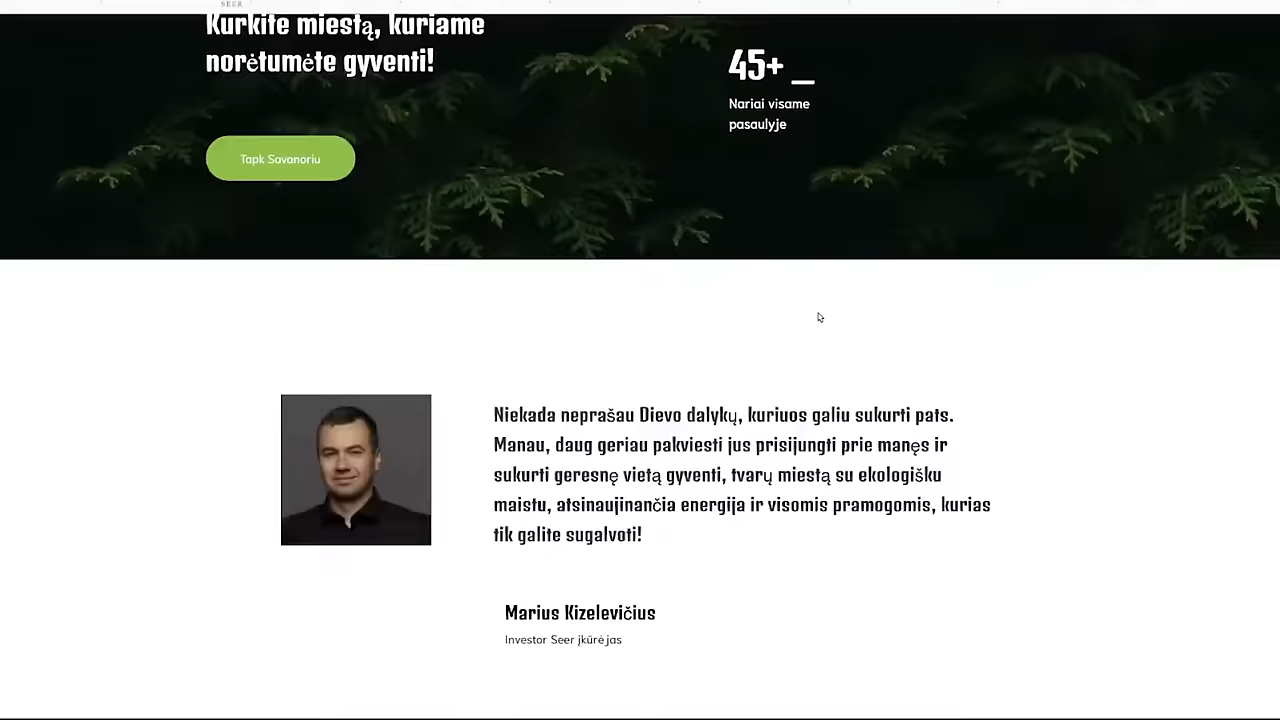 SEER
Kurkite miestą, kuriame
norėtumėte gyventi!
45+ _
Nariai visame
pasaulyje
Tapk Savanoriu
Niekada neprašau Dievo dalykų, kuriuos galiu sukurti pats.
Manau, daug geriau pakviesti jus prisijungti prie manęs ir
sukurti geresnę vietą gyventi, tvarų miestą su ekologišku
maistu, atsinaujinančia energija ir visomis pramogomis, kurias
tik galite sugalvoti!
Marius Kizelevičius
Investor Seer įkūrėjas